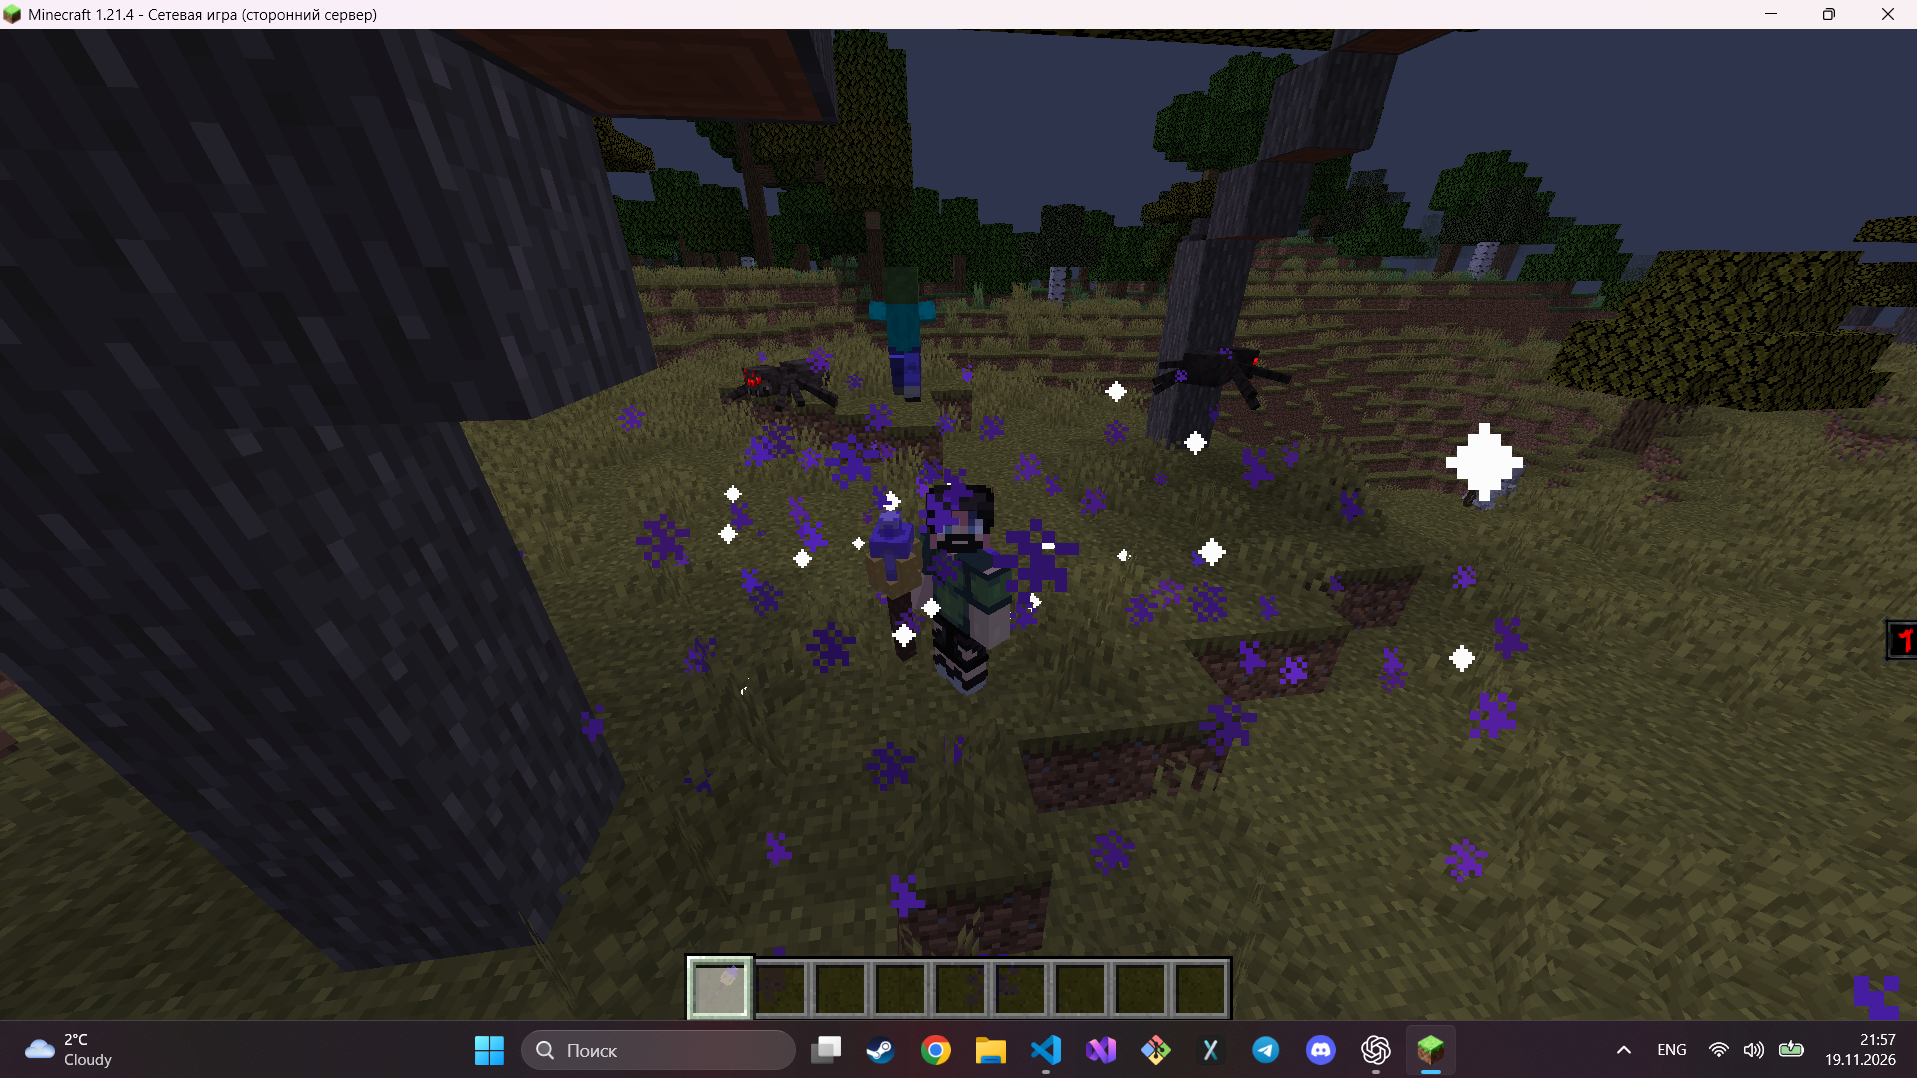 Minecraft 1.21.4 - Сетевая игра (сторонний сервер)
2°C
Cloudy
Поиск
ENG
21:57
19.11.2026